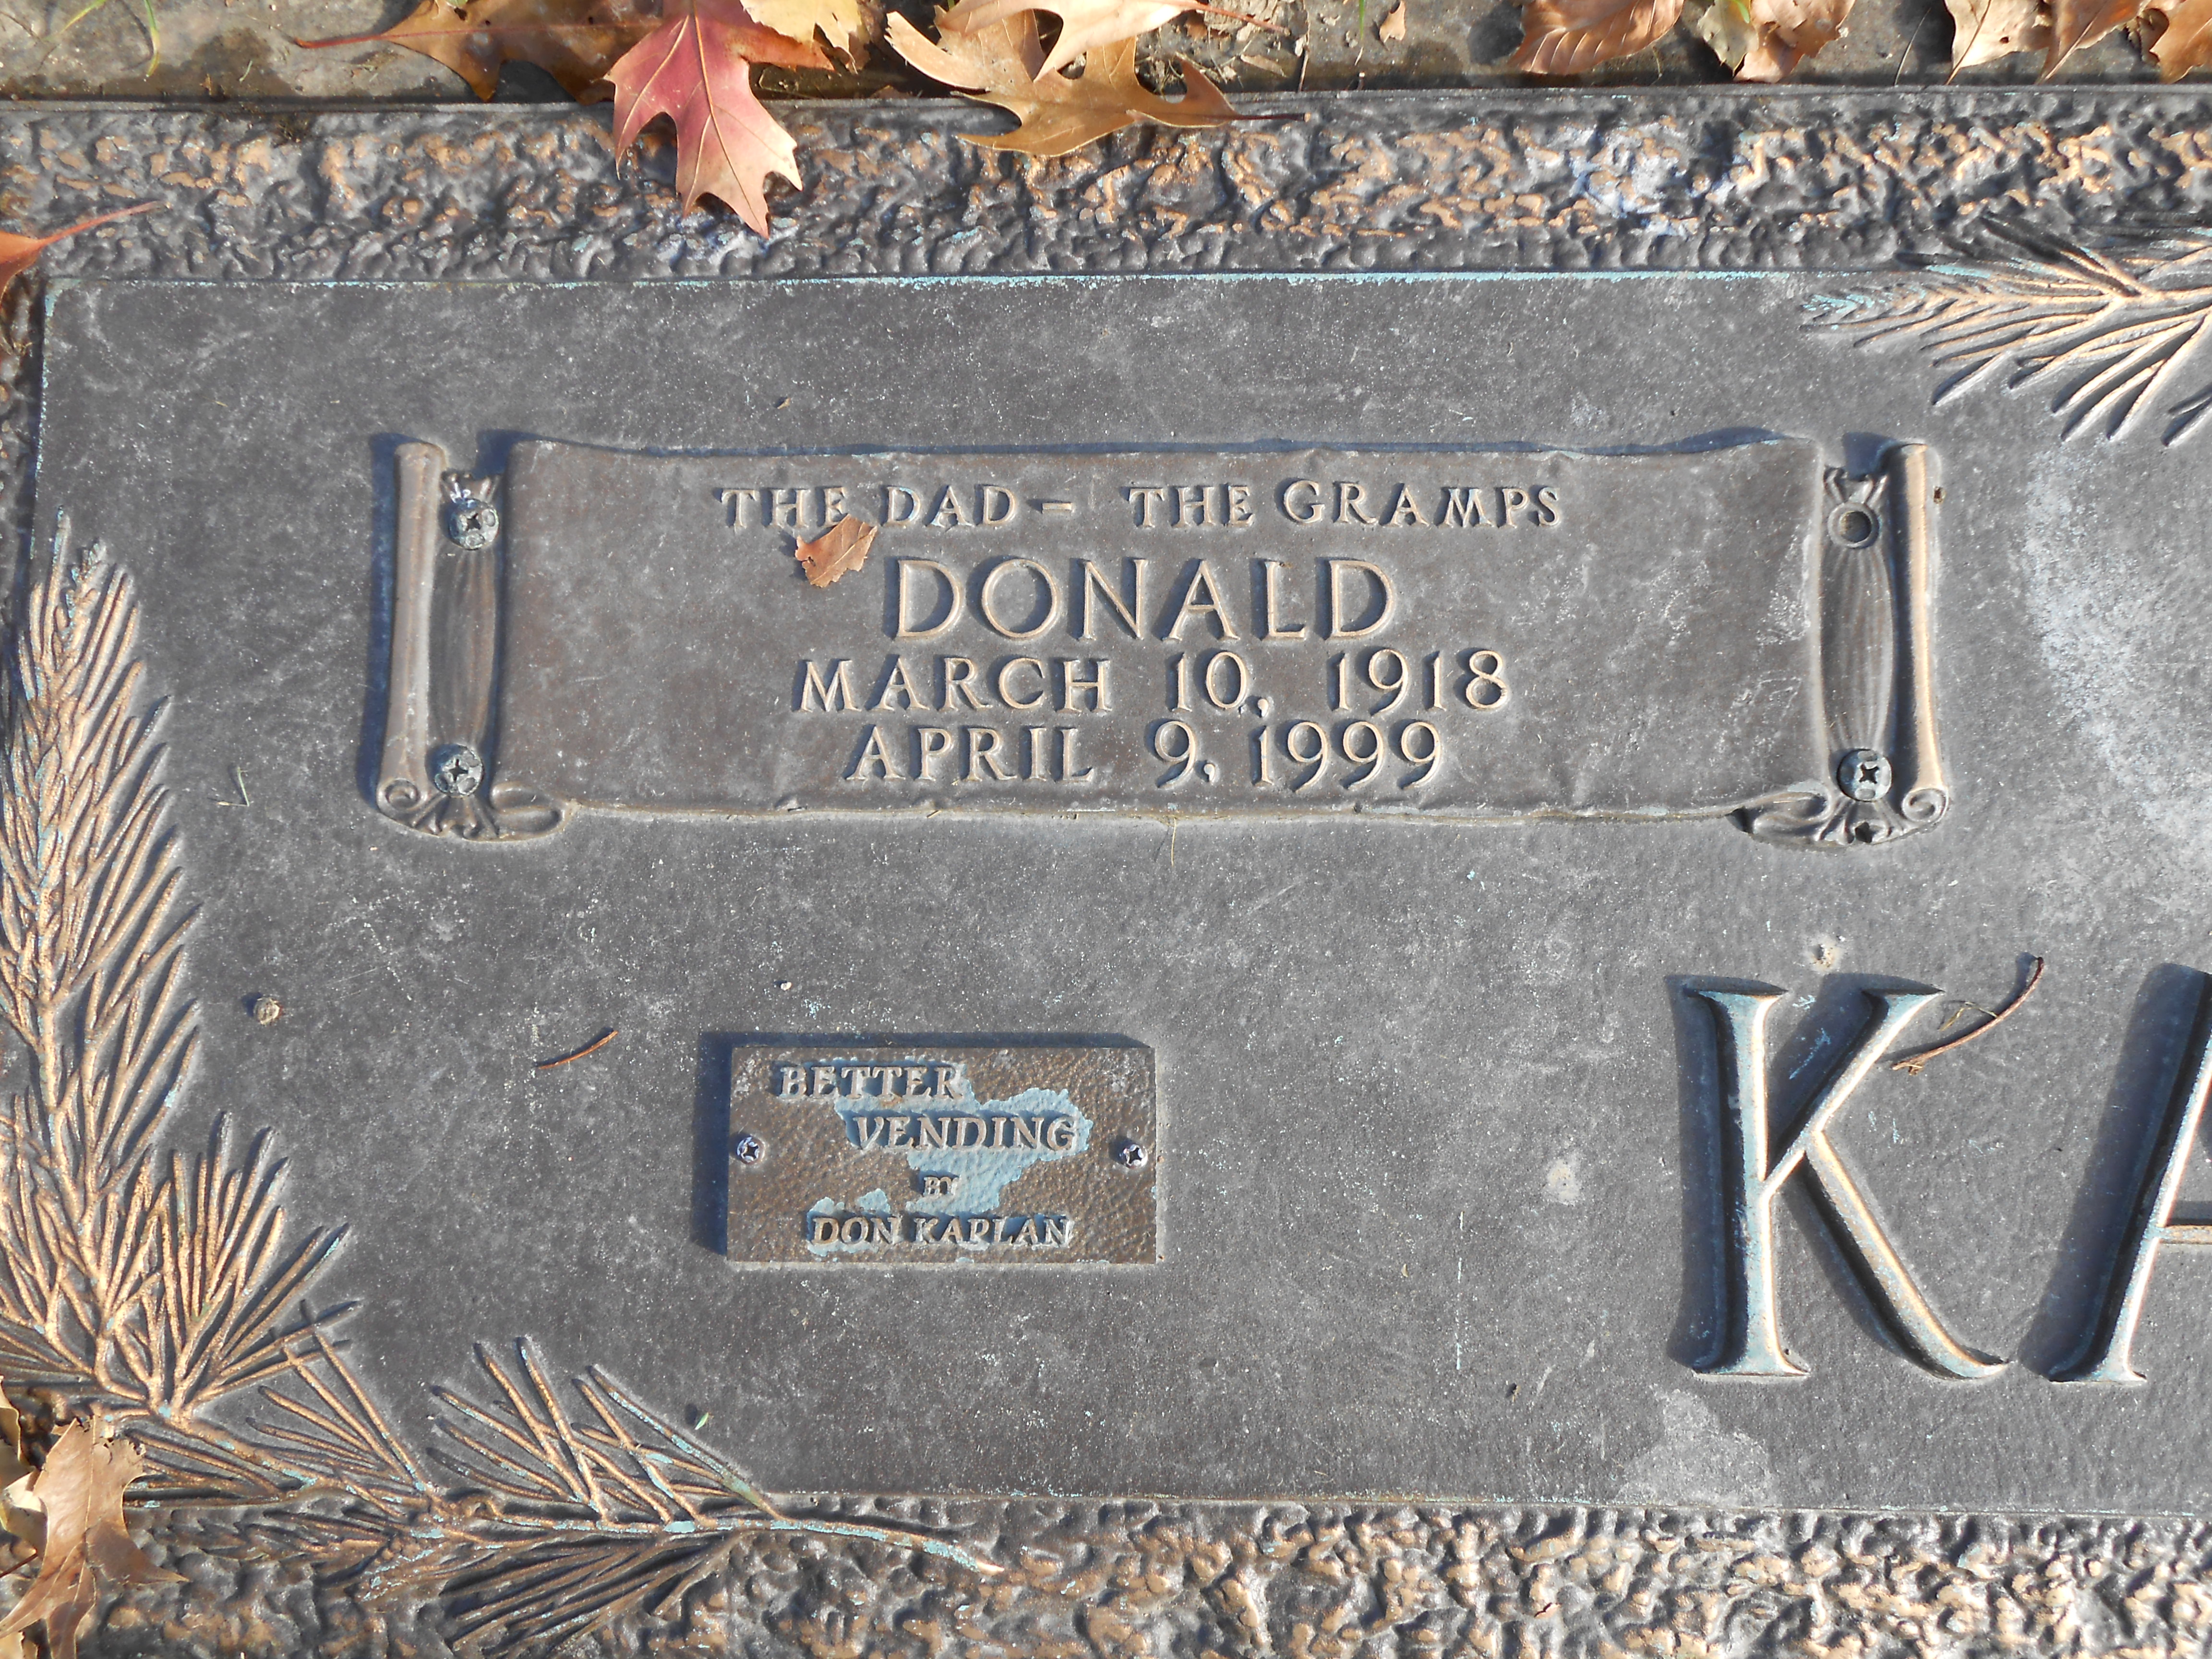 THE DAD - THE GRAMPS
DONALD
MARCH 10, 1918
APRIL 9, 1999
BETTER
VENDING
BY
DON KAPLAN
KA